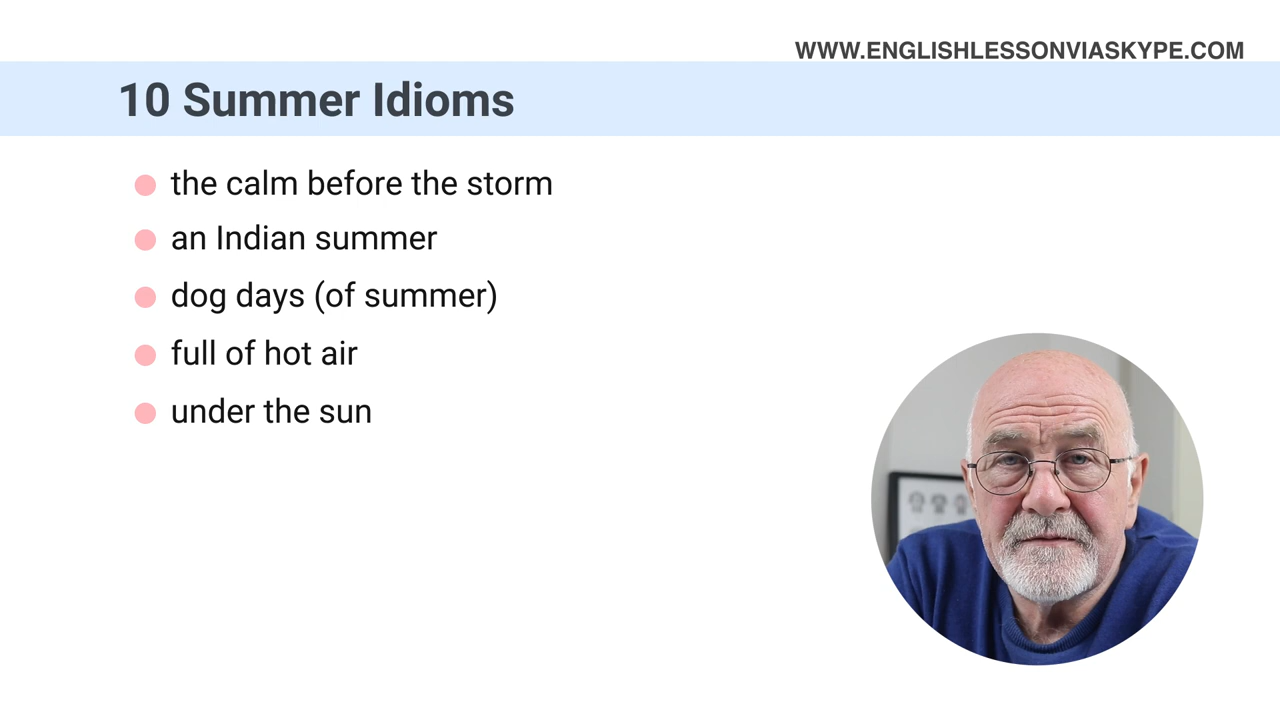 WWW.ENGLISHLESSONVIASKYPE.COM
10 Summer Idioms
the calm before the storm
an Indian summer
dog days (of summer)
full of hot air
under the sun